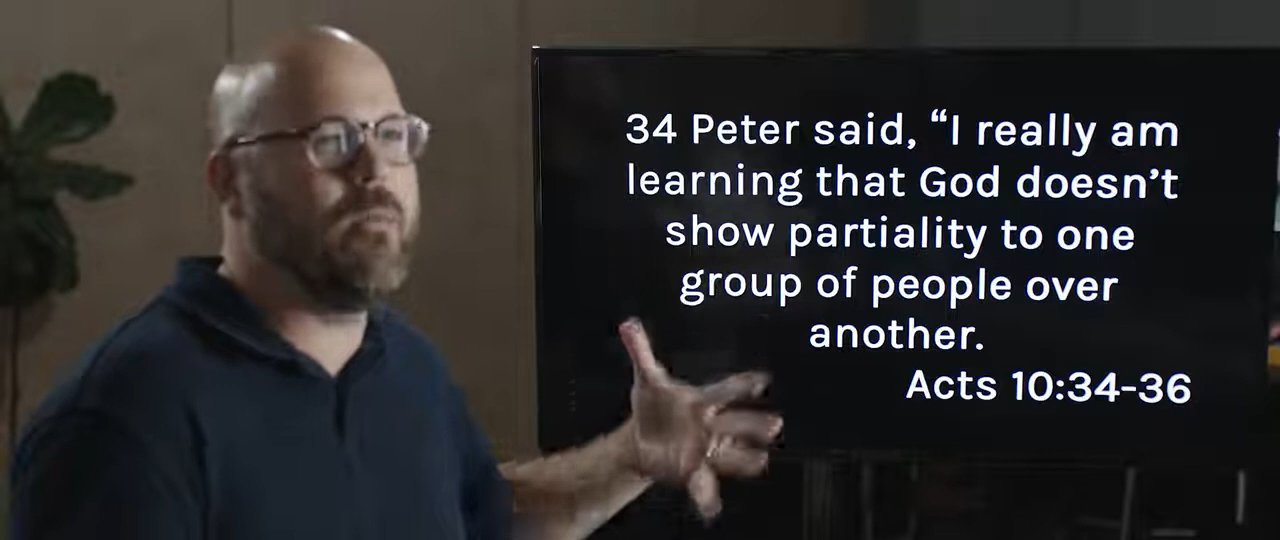 34 Peter said, “I really am
learning that God doesn’t
show partiality to one
group of people over
another.
Acts 10:34-36